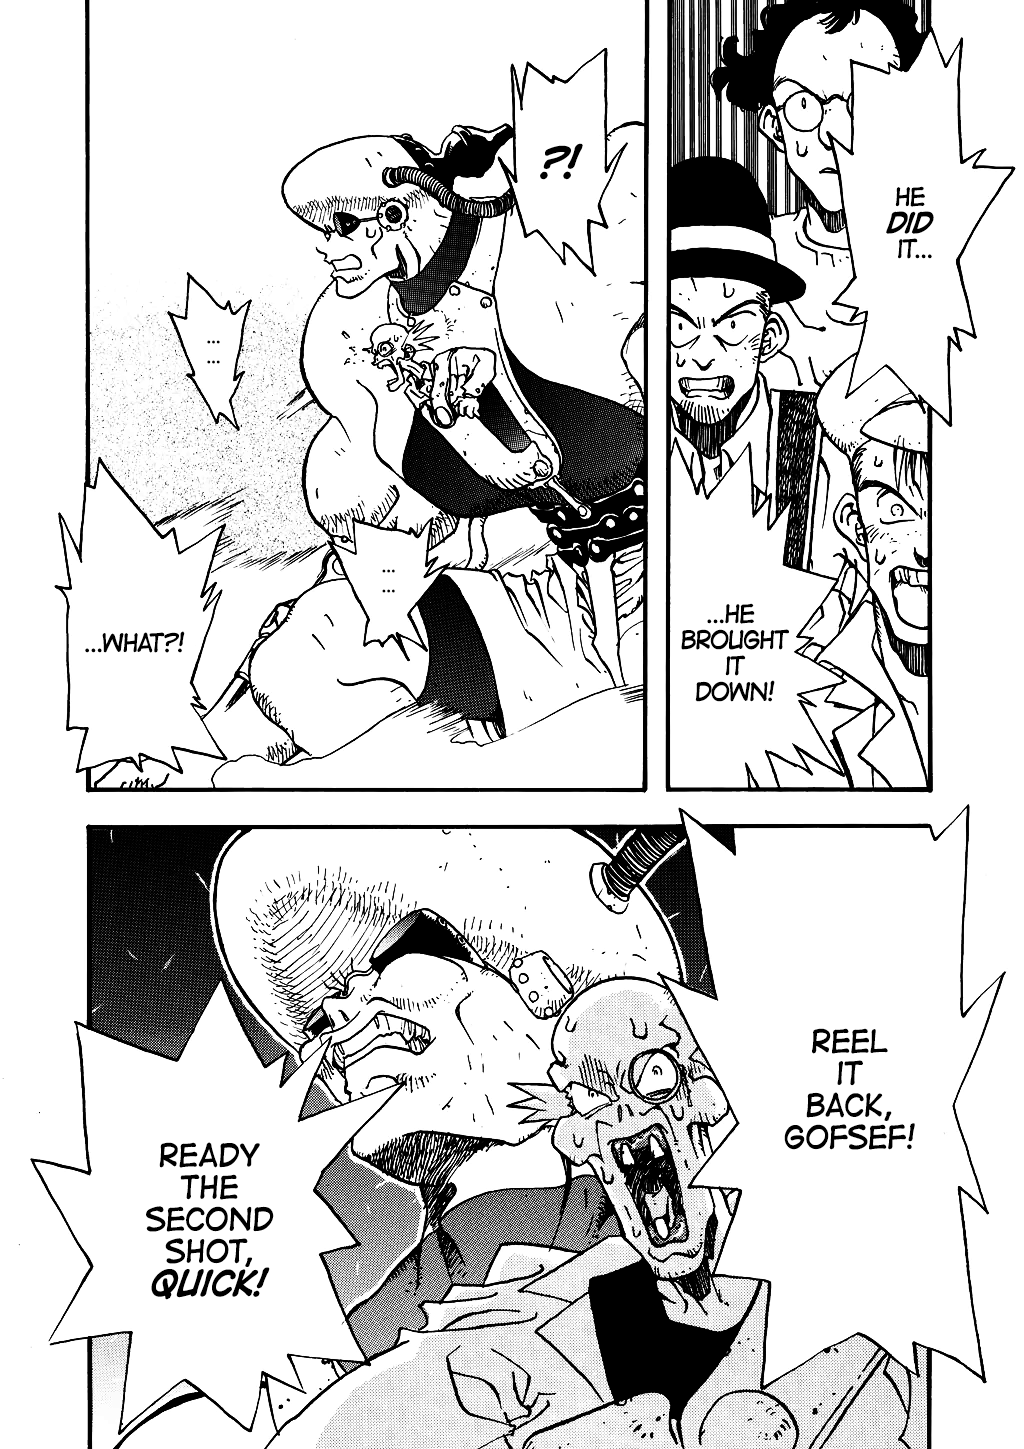 HE
DID
IT...
...HE
BROUGHT
IT
DOWN!
?!
...
...
...
...
...WHAT?!
REEL
IT
BACK,
GOFSEF!
READY
THE
SECOND
SHOT,
QUICK!